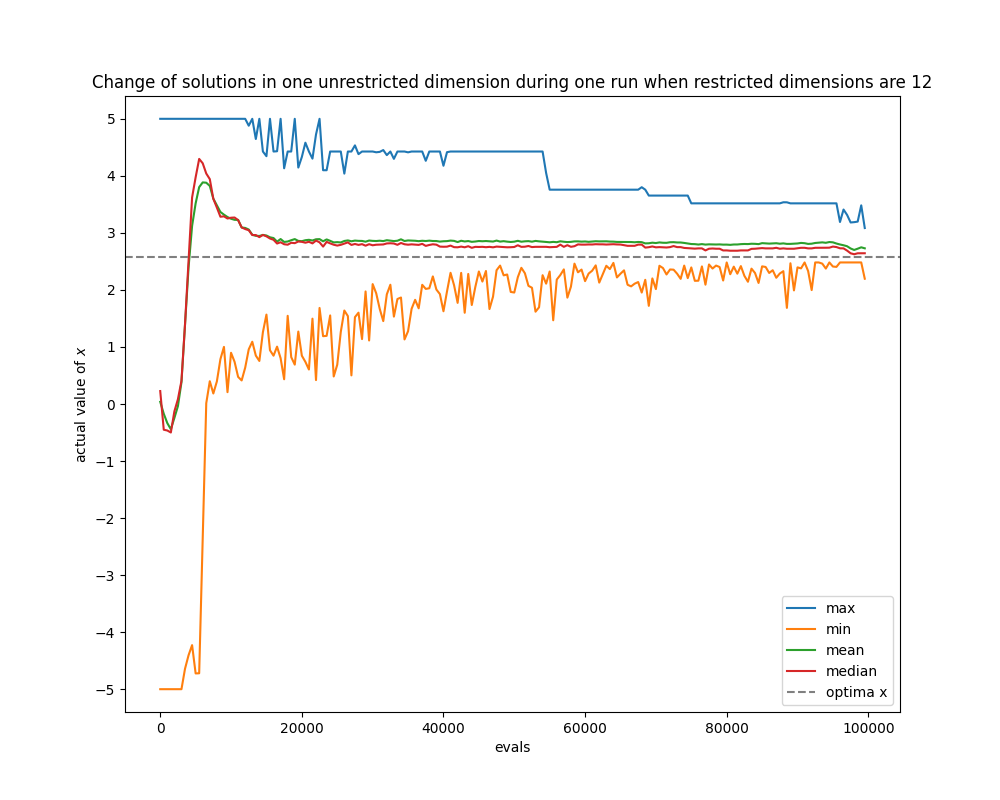 Change of solutions in one unrestricted dimension during one run when restricted dimensions are 12
5
4
3
2
1
0
−1
−2
−3
−4
−5
actual value of x
0
20000
40000
60000
80000
100000
evals
max
min
mean
median
optima x